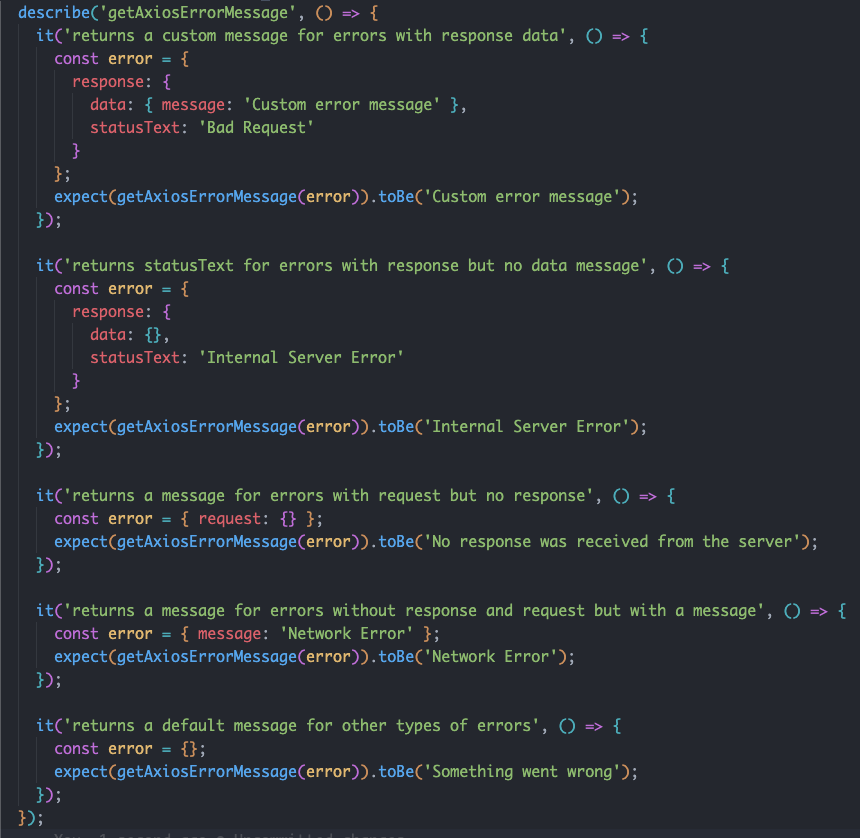 describe('getAxiosErrorMessage', () => {
  it('returns a custom message for errors with response data', () => {
    const error = {
      response: {
        data: { message: 'Custom error message' },
        statusText: 'Bad Request'
      }
    };
    expect(getAxiosErrorMessage(error)).toBe('Custom error message');
  });

  it('returns statusText for errors with response but no data message', () => {
    const error = {
      response: {
        data: {},
        statusText: 'Internal Server Error'
      }
    };
    expect(getAxiosErrorMessage(error)).toBe('Internal Server Error');
  });

  it('returns a message for errors with request but no response', () => {
    const error = { request: {} };
    expect(getAxiosErrorMessage(error)).toBe('No response was received from the server');
  });

  it('returns a message for errors without response and request but with a message', () => {
    const error = { message: 'Network Error' };
    expect(getAxiosErrorMessage(error)).toBe('Network Error');
  });

  it('returns a default message for other types of errors', () => {
    const error = {};
    expect(getAxiosErrorMessage(error)).toBe('Something went wrong');
  });
});